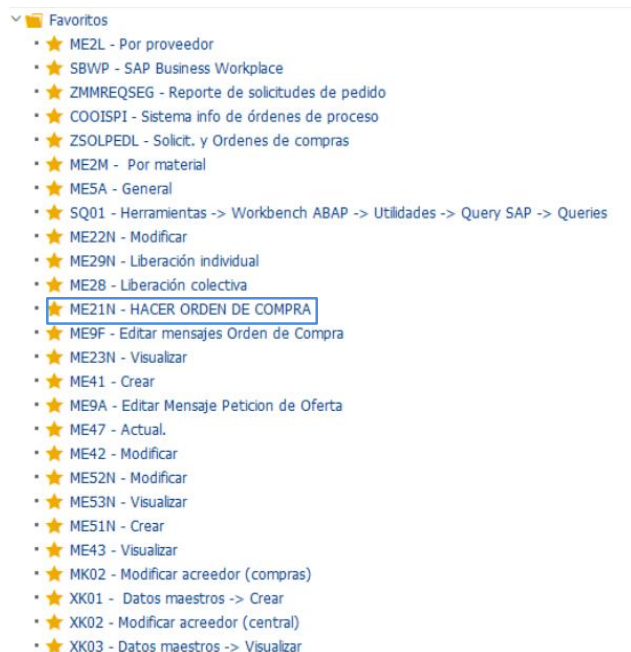 Favoritos
ME2L - Por proveedor
SBWP - SAP Business Workplace
ZMMREQSEG - Reporte de solicitudes de pedido
COOISPI - Sistema info de órdenes de proceso
ZSOLPEDL - Solicit. y Ordenes de compras
ME2M - Por material
ME5A - General
SQ01 - Herramientas -> Workbench ABAP -> Utilidades -> Query SAP -> Queries
ME22N - Modificar
ME29N - Liberación individual
ME28 - Liberación colectiva
ME21N - HACER ORDEN DE COMPRA
ME9F - Editar mensajes Orden de Compra
ME23N - Visualizar
ME41 - Crear
ME9A - Editar Mensaje Peticion de Oferta
ME47 - Actual.
ME42 - Modificar
ME52N - Modificar
ME53N - Visualizar
ME51N - Crear
ME43 - Visualizar
MK02 - Modificar acreedor (compras)
XK01 - Datos maestros -> Crear
XK02 - Modificar acreedor (central)
XK03 - Datos maestros -> Visualizar